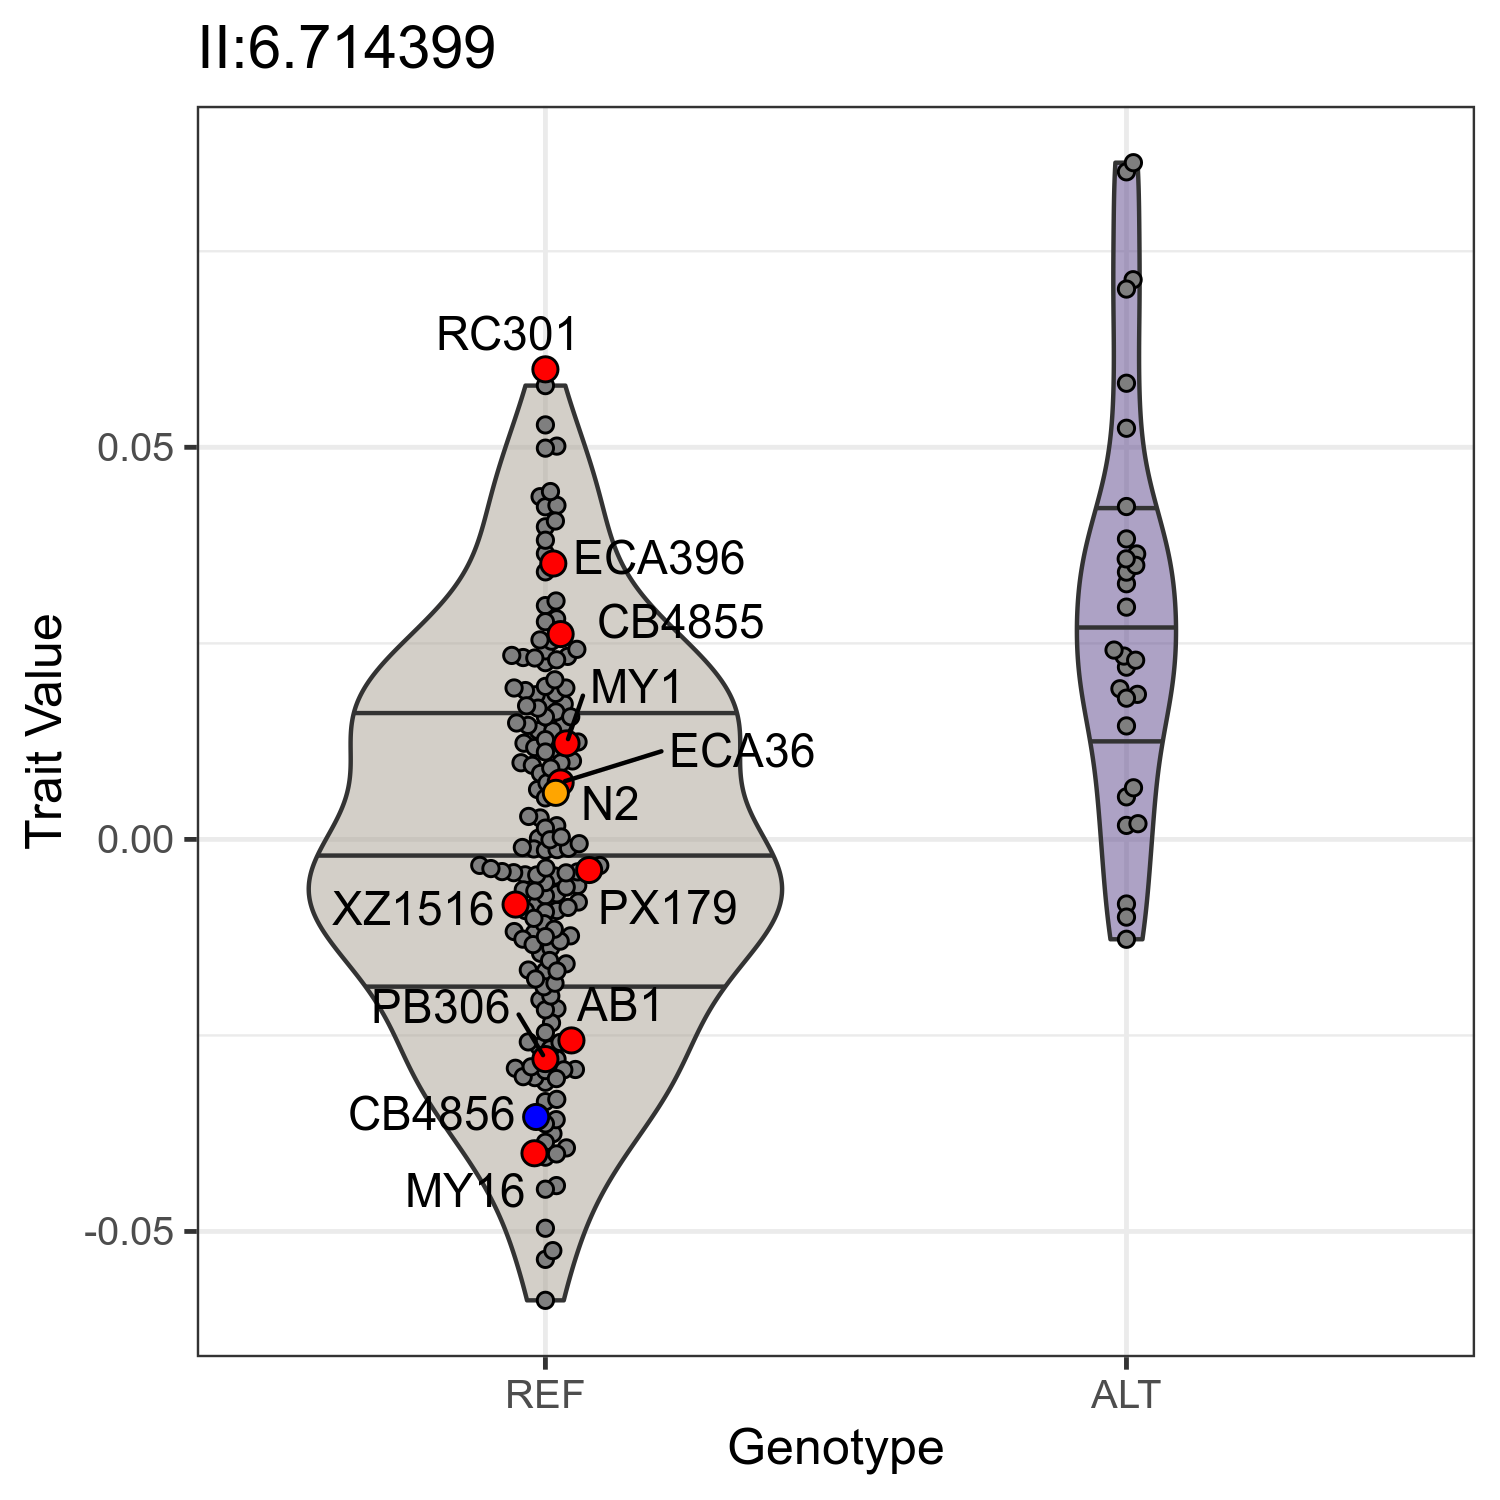 II:6.714399
RC301
0.05
ECA396
CB4855
MY1
ECA36
N2
0.00
XZ1516
PX179
PB306
AB1
CB4856
MY16
-0.05
Trait Value
REF
ALT
Genotype